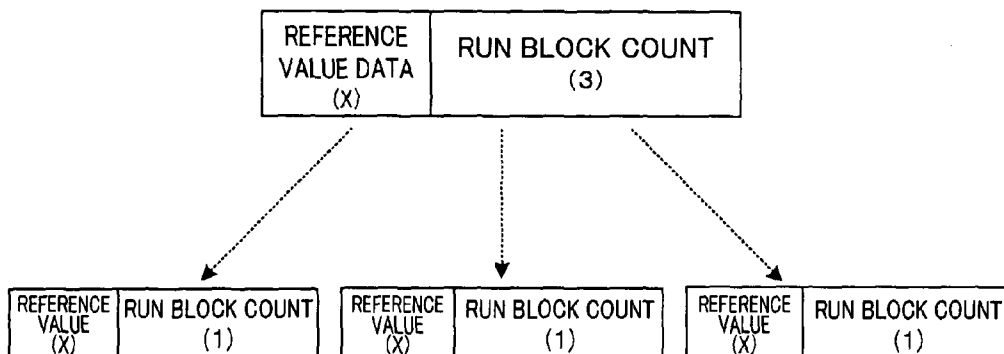 REFERENCE
VALUE DATA
(X)
RUN BLOCK COUNT
(3)
REFERENCE
VALUE
(X)
RUN BLOCK COUNT
(1)
REFERENCE
VALUE
(X)
RUN BLOCK COUNT
(1)
REFERENCE
VALUE
(X)
RUN BLOCK COUNT
(1)